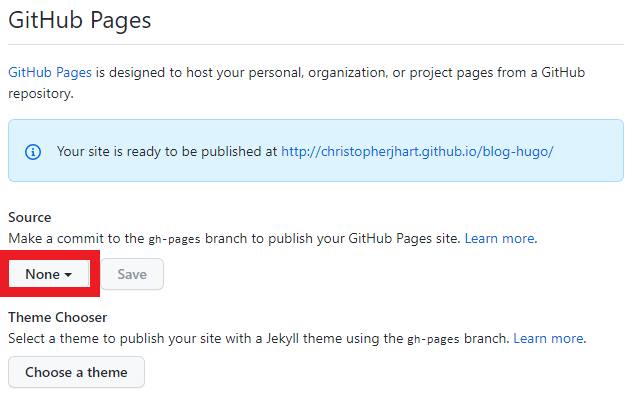 GitHub Pages
GitHub Pages is designed to host your personal, organization, or project pages from a GitHub
repository.
Your site is ready to be published at http://christopherjhart.github.io/blog-hugo/
Source
Make a commit to the gh-pages branch to publish your GitHub Pages site. Learn more.
None Save
Theme Chooser
Select a theme to publish your site with a Jekyll theme using the gh-pages branch. Learn more.
Choose a theme